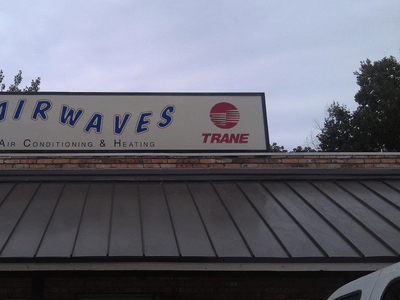 AIRWAVES
AIR CONDITIONING & HEATING
TRANE